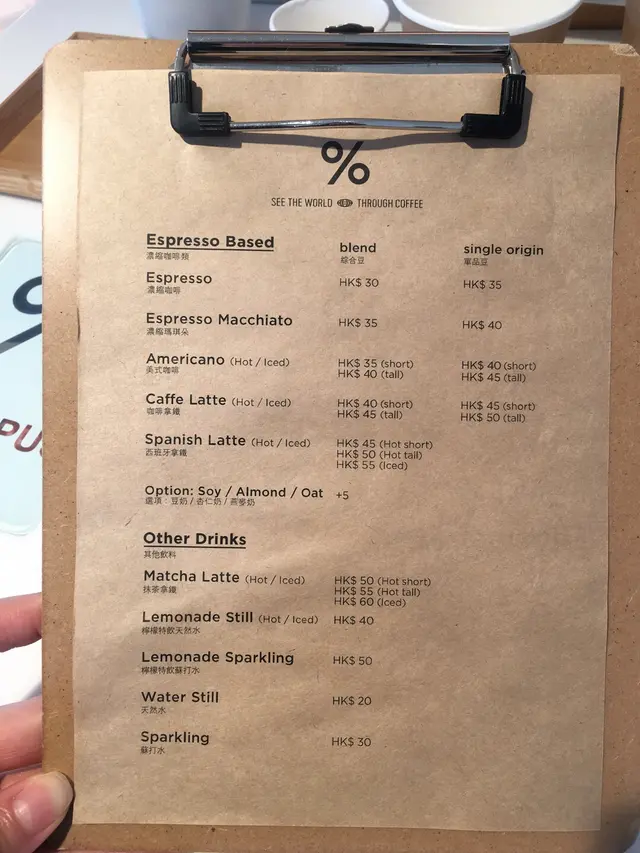 %
SEE THE WORLD THROUGH COFFEE
Espresso Based blend single origin
濃縮咖啡類 綜合豆 單品豆
Espresso HK$ 30 HK$ 35
濃縮咖啡
Espresso Macchiato HK$ 35 HK$ 40
濃縮瑪琪朵
Americano (Hot / Iced) HK$ 35 (short) HK$ 40 (short)
美式咖啡 HK$ 40 (tall) HK$ 45 (tall)
Caffe Latte (Hot / Iced) HK$ 40 (short) HK$ 45 (short)
咖啡拿鐵 HK$ 45 (tall) HK$ 50 (tall)
Spanish Latte (Hot / Iced) HK$ 45 (Hot short)
西班牙拿鐵 HK$ 50 (Hot tall)
HK$ 55 (Iced)
Option: Soy / Almond / Oat +5
選項：豆奶 / 杏仁奶 / 燕麥奶
Other Drinks
其他飲料
Matcha Latte (Hot / Iced) HK$ 50 (Hot short)
抹茶拿鐵 HK$ 55 (Hot tall)
HK$ 60 (Iced)
Lemonade Still (Hot / Iced) HK$ 40
檸檬特飲天然水
Lemonade Sparkling HK$ 50
檸檬特飲蘇打水
Water Still HK$ 20
天然水
Sparkling HK$ 30
蘇打水